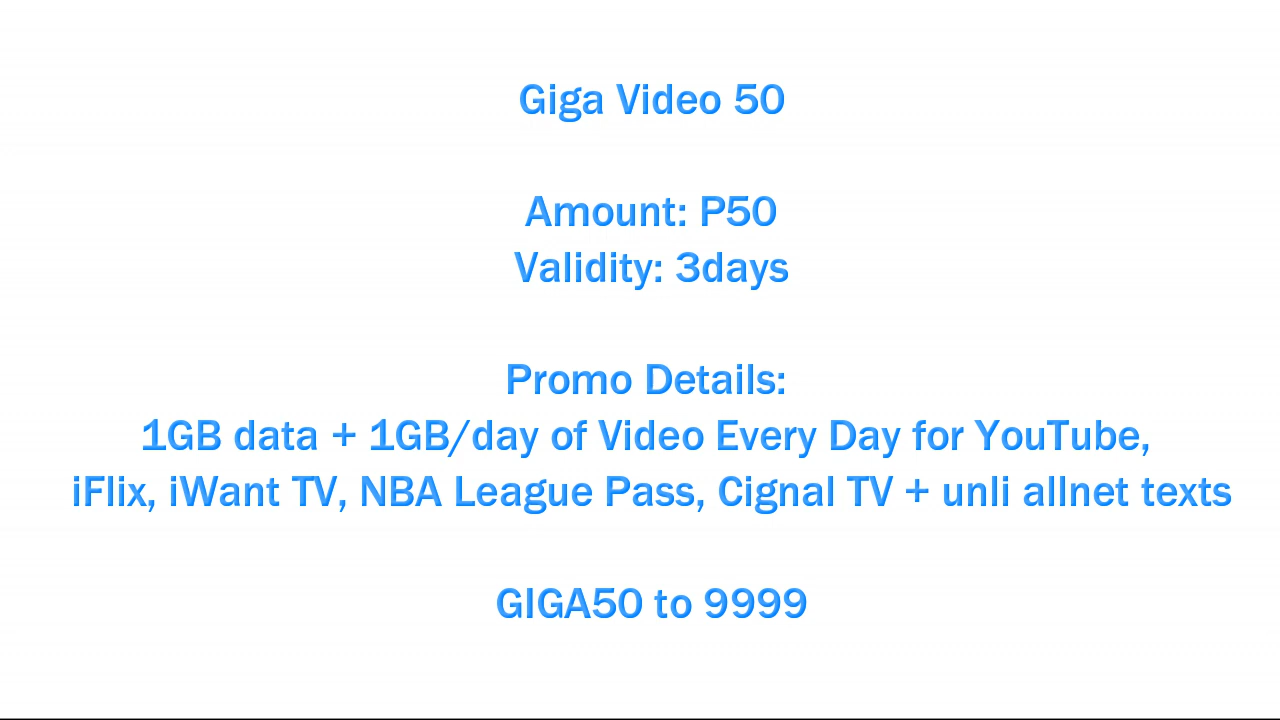 Giga Video 50
Amount: P50
Validity: 3days
Promo Details:
1GB data + 1GB/day of Video Every Day for YouTube,
iFlix, iWant TV, NBA League Pass, Cignal TV + unli allnet texts
GIGA50 to 9999